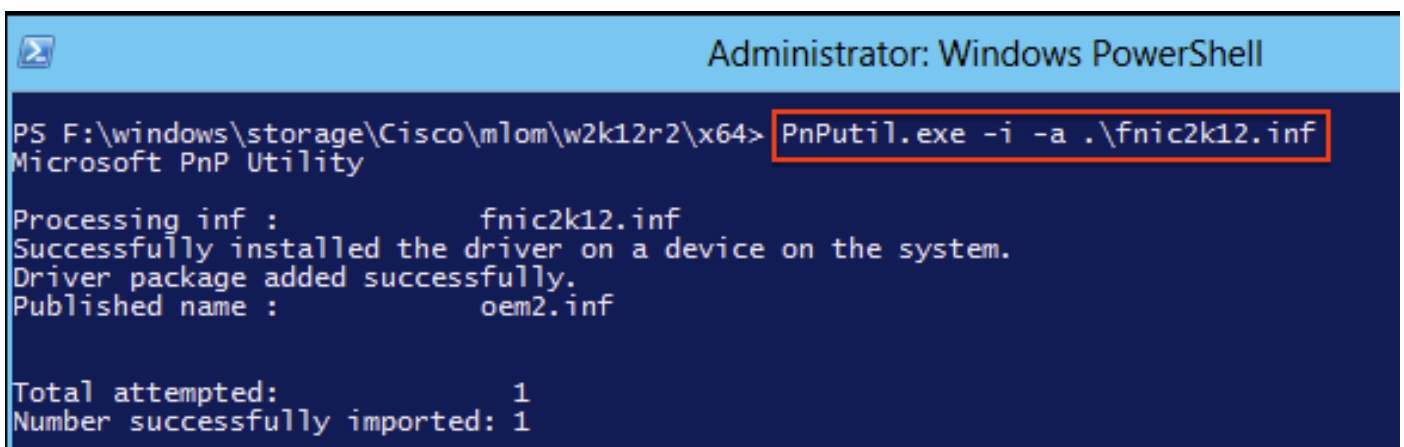 Administrator: Windows PowerShell
PS F:\windows\storage\Cisco\mlom\w2k12r2\x64> PnPutil.exe -i -a .\fnic2k12.inf
Microsoft PnP Utility
Processing inf : fnic2k12.inf
Successfully installed the driver on a device on the system.
Driver package added successfully.
Published name : oem2.inf
Total attempted: 1
Number successfully imported: 1